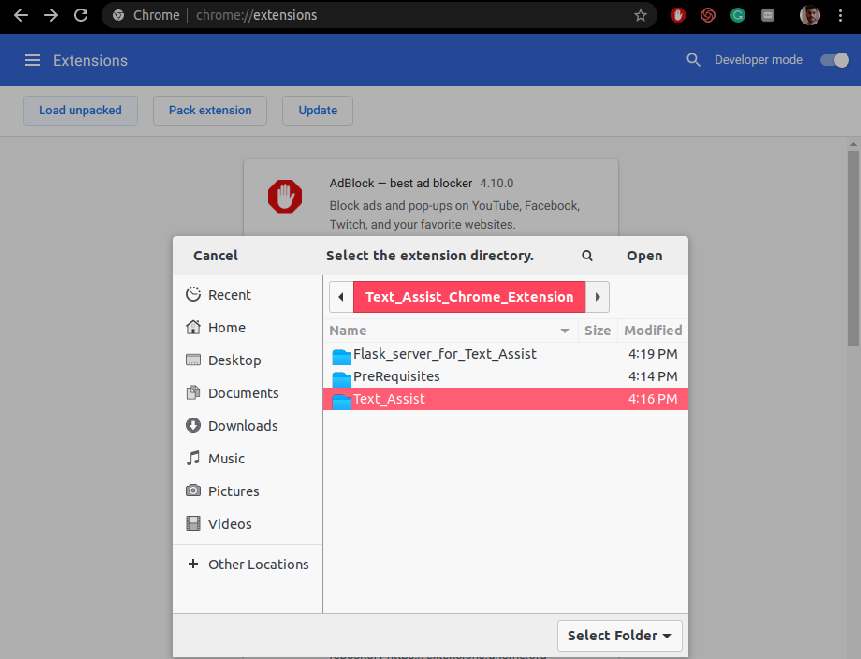 Chrome chrome://extensions
Extensions Developer mode
Load unpacked Pack extension Update
AdBlock — best ad blocker 4.10.0
Block ads and pop-ups on YouTube, Facebook,
Twitch, and your favorite websites.
Cancel Select the extension directory. Open
Text_Assist_Chrome_Extension
Name Size Modified
Recent
Home
Desktop
Documents
Downloads
Music
Pictures
Videos
Other Locations
Flask_server_for_Text_Assist 4:19 PM
PreRequisites 4:14 PM
Text_Assist 4:16 PM
Select Folder